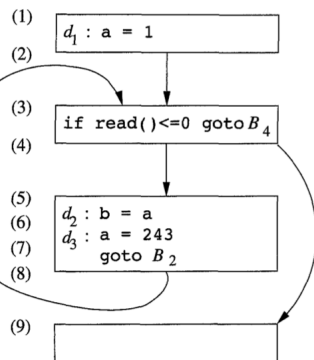 (1)
d1 : a = 1
(2)
(3)
if read()<=0 goto B4
(4)
(5)
d2 : b = a
(6)
d3 : a = 243
(7)
goto B2
(8)
(9)